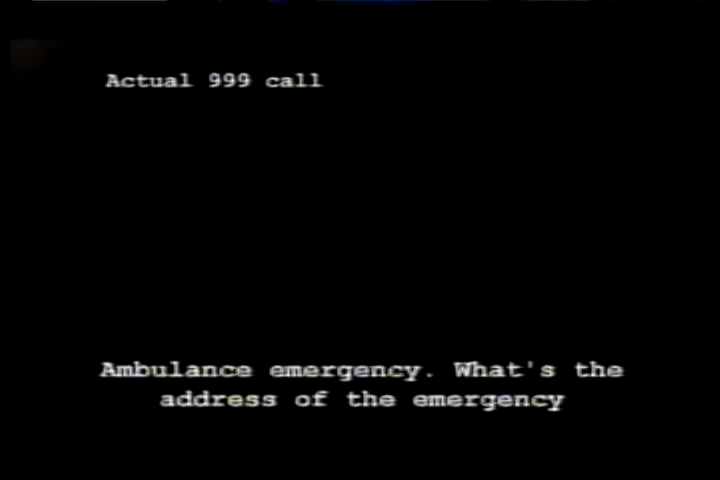 Actual 999 call
Ambulance emergency. What's the
address of the emergency